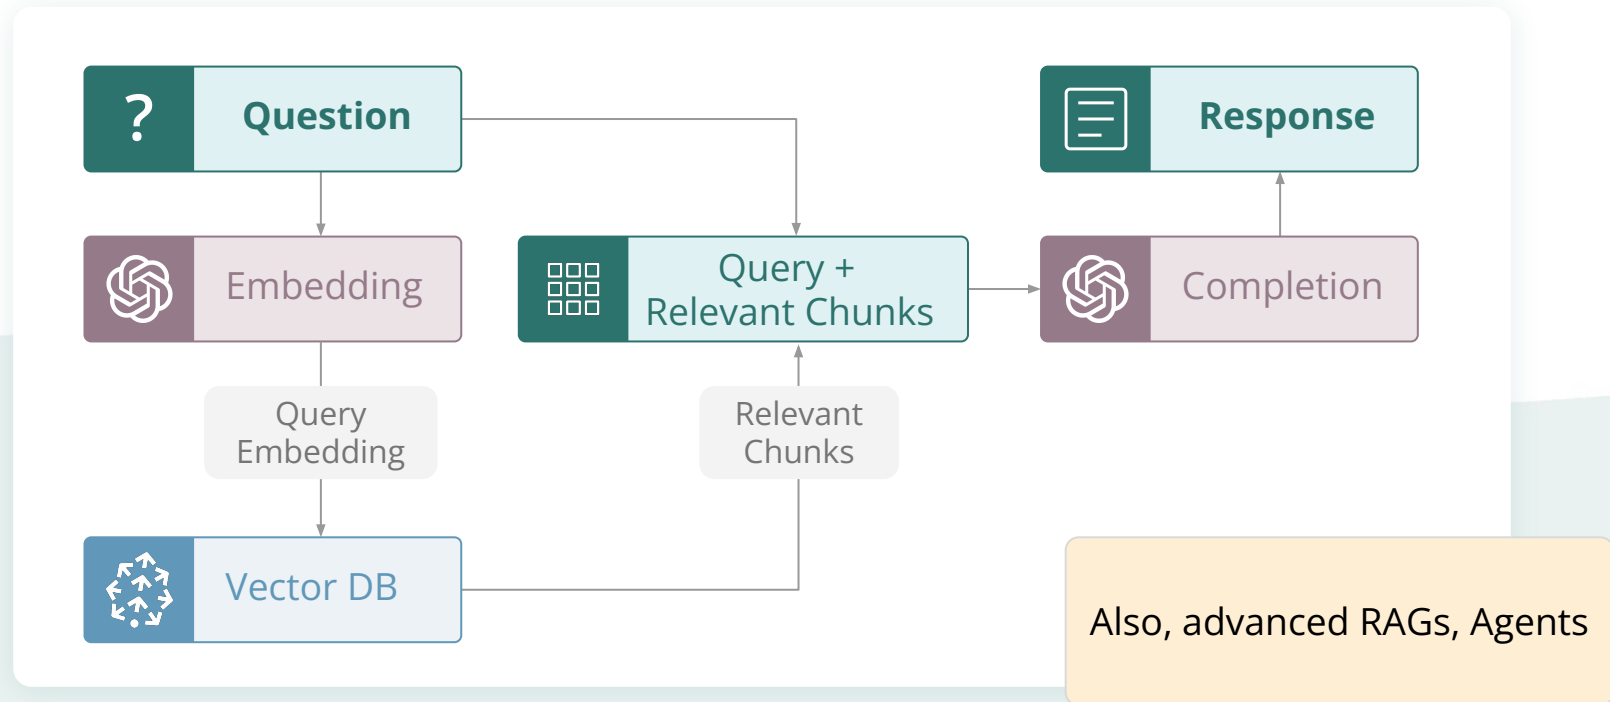 ?
Question
Response
Embedding
Query +
Relevant Chunks
Completion
Query
Embedding
Relevant
Chunks
Vector DB
Also, advanced RAGs, Agents